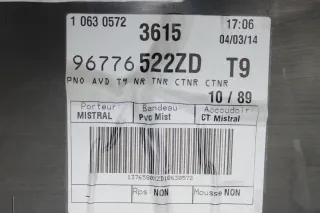 1 063 0572 3615 17:06
04/03/14
96776 522ZD T9
PNO AVD T9 NR TNR CTNR CTNR
10 / 89
Porteur Bandeau Accoudoir
MISTRAL Pvc Mist CT Mistral
Rps NON Mousse NON